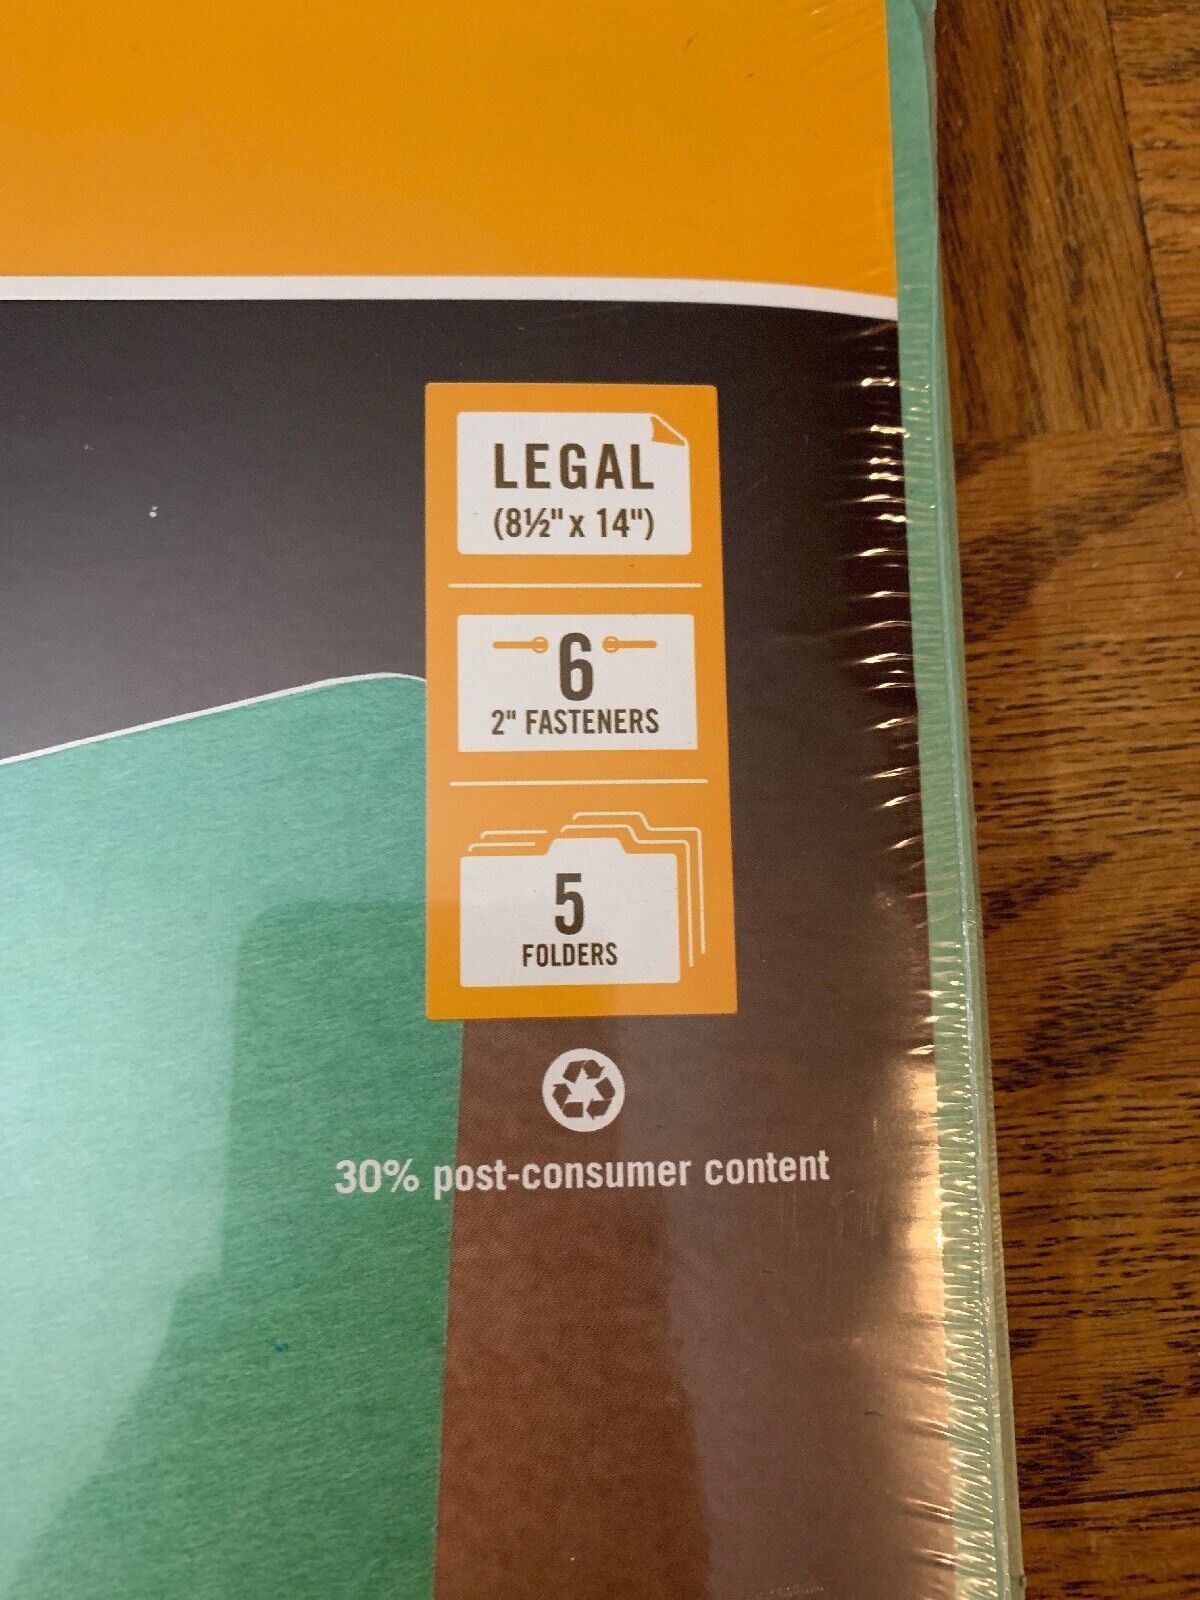 LEGAL
(8½" x 14")
6
2" FASTENERS
5
FOLDERS
30% post-consumer content